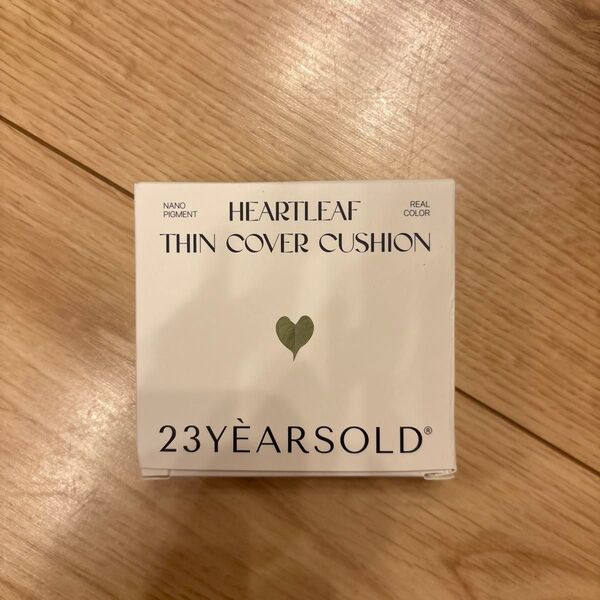 NANO
PIGMENT
HEARTLEAF
REAL
COLOR
THIN COVER CUSHION
23YÈARSOLD®